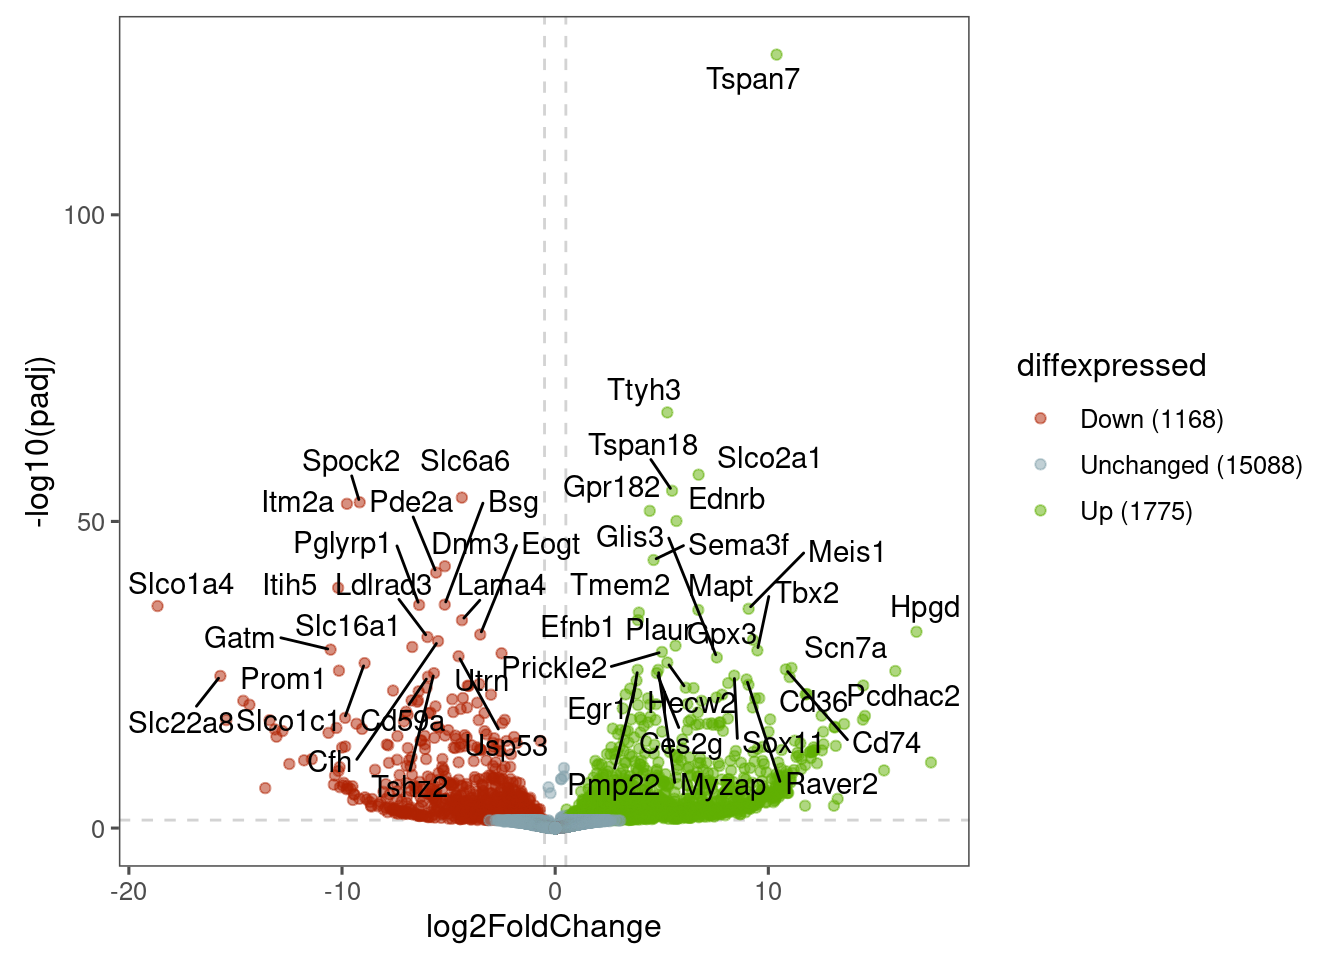 Tspan7
100
Ttyh3
Tspan18
Spock2 Slc6a6 Slco2a1
Itm2a Pde2a Bsg Gpr182 Ednrb
50
Pglyrp1 Dnm3 Eogt Glis3 Sema3f Meis1
Slco1a4 Itih5 Ldlrad3 Lama4 Tmem2 Mapt Tbx2
Hpgd
Gatm Slc16a1 Efnb1 Plaur Gpx3 Scn7a
Prom1 Utrn Prickle2
Slc22a8 Slco1c1 Cd59a Egr1 Hecw2 Cd36 Pcdhac2
Usp53 Ces2g Sox11 Cd74
Cfh Tshz2 Pmp22 Myzap Raver2
0
-20 -10 0 10
log2FoldChange
-log10(padj)
diffexpressed
Down (1168)
Unchanged (15088)
Up (1775)